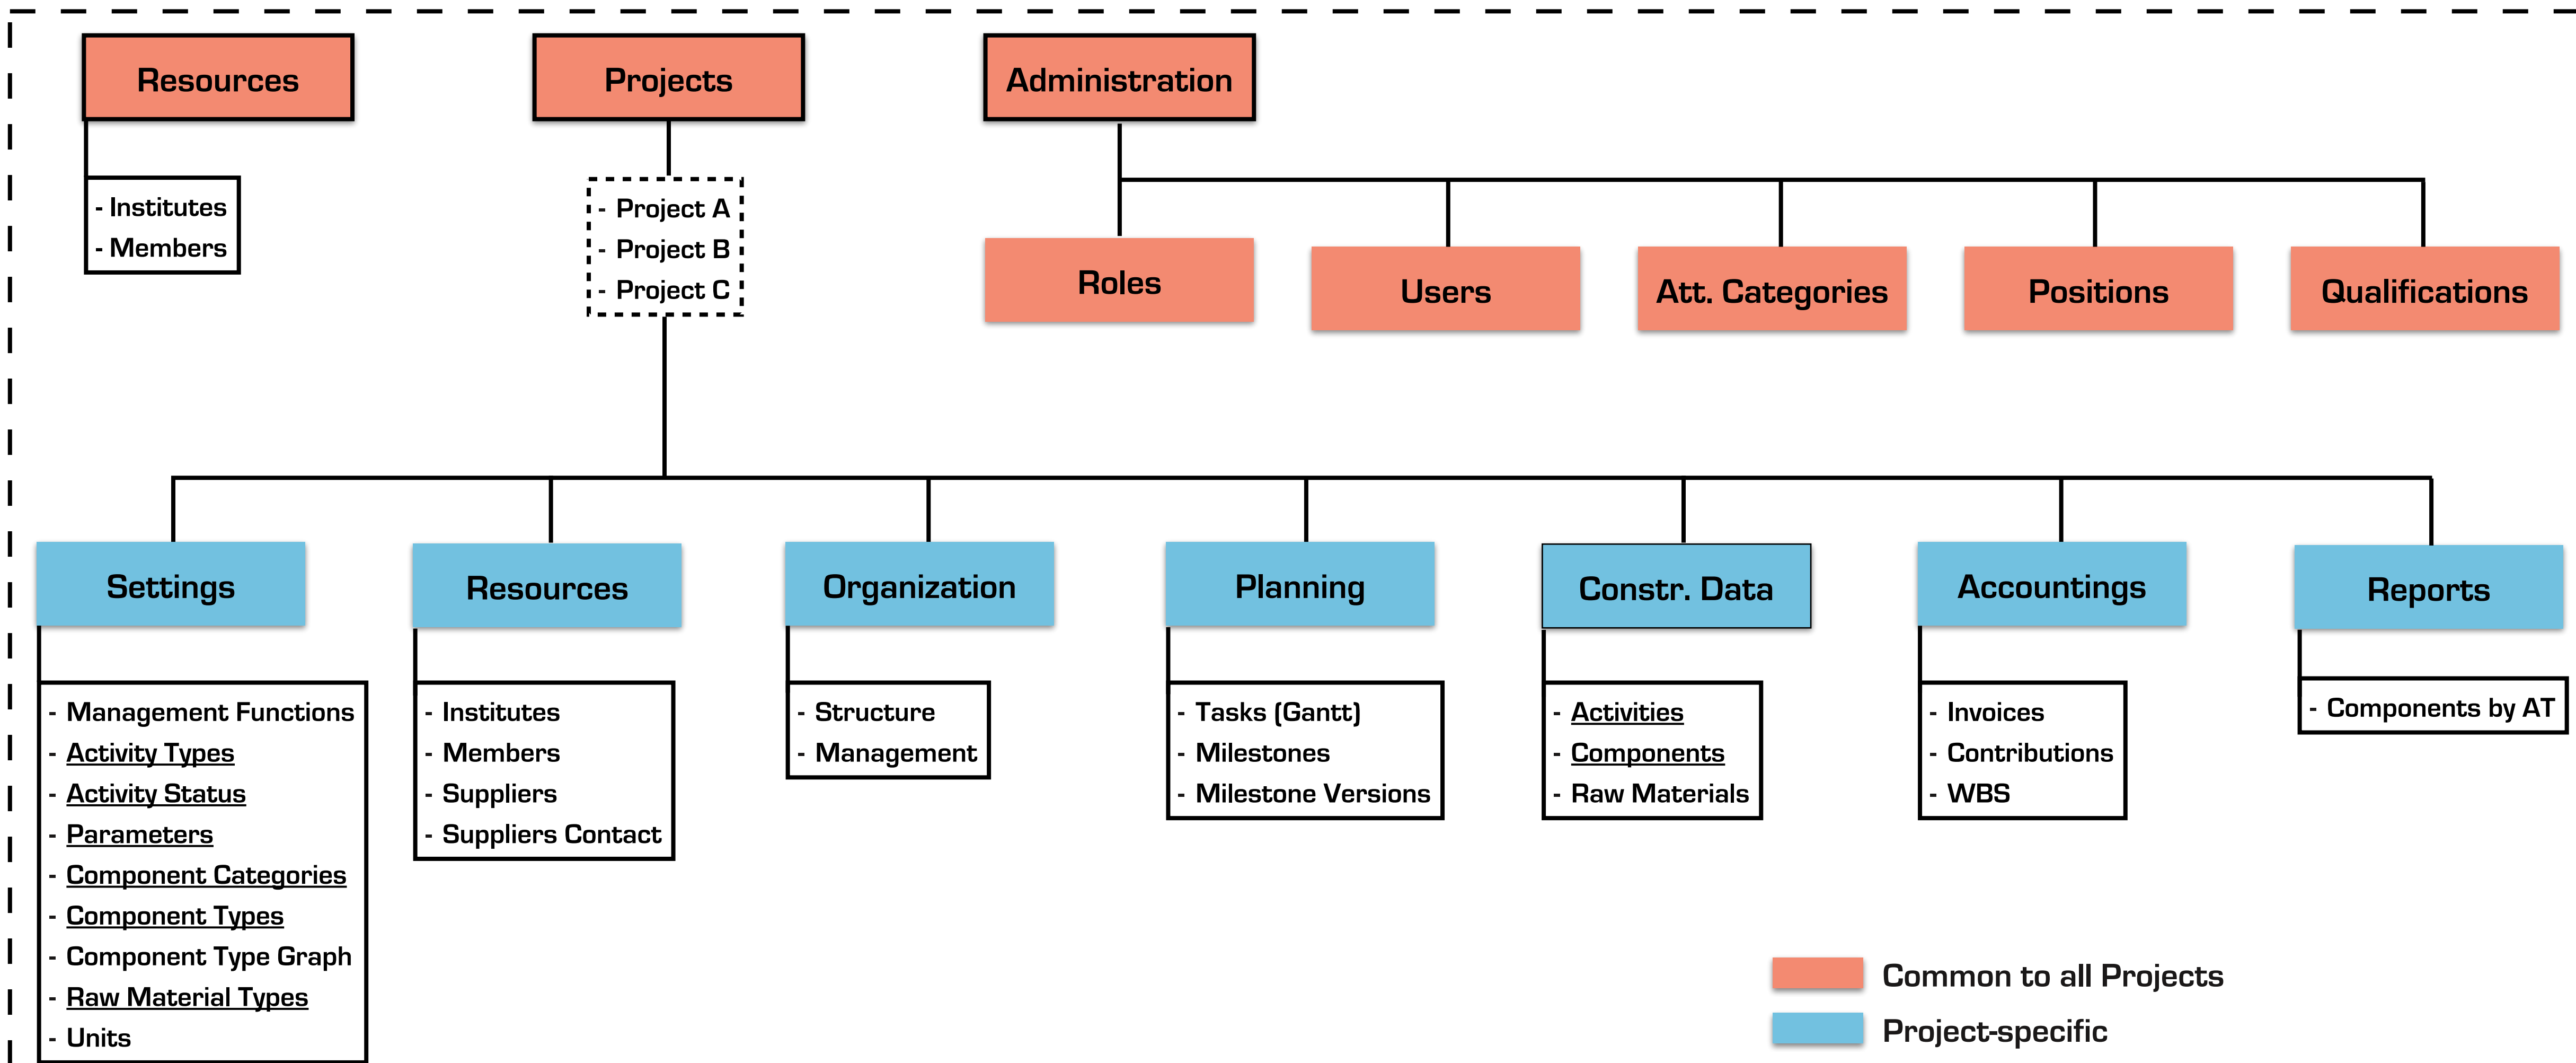 Resources
Projects
Administration
- Institutes
- Members
- Project A
- Project B
- Project C
Roles
Users
Att. Categories
Positions
Qualifications
Settings
Resources
Organization
Planning
Constr. Data
Accountings
Reports
- Management Functions
- Activity Types
- Activity Status
- Parameters
- Component Categories
- Component Types
- Component Type Graph
- Raw Material Types
- Units
- Institutes
- Members
- Suppliers
- Suppliers Contact
- Structure
- Management
- Tasks (Gantt)
- Milestones
- Milestone Versions
- Activities
- Components
- Raw Materials
- Invoices
- Contributions
- WBS
- Components by AT
Common to all Projects
Project-specific